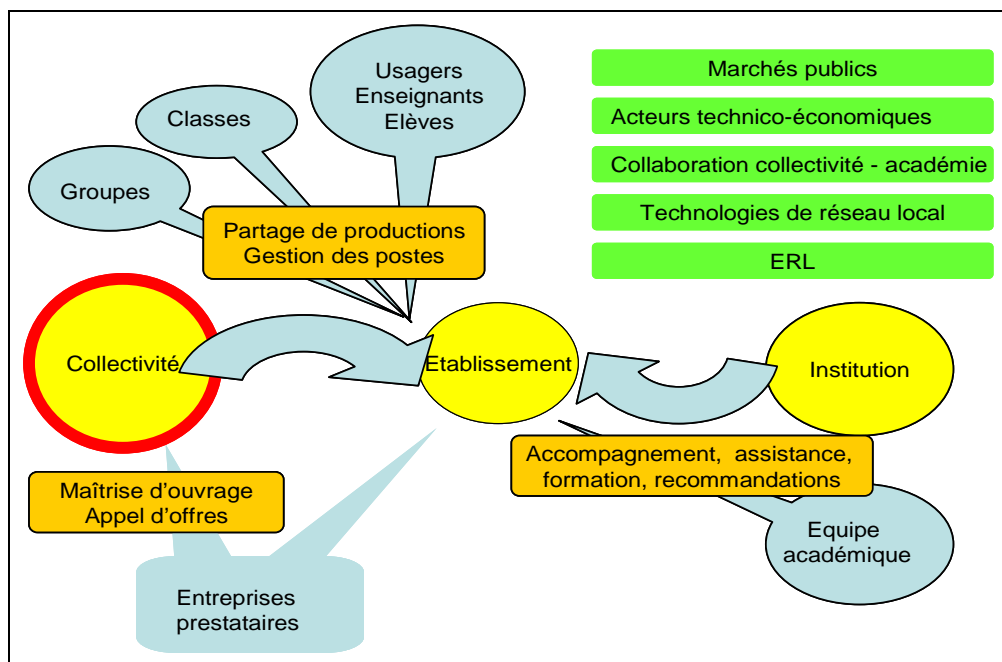 Usagers
Enseignants
Elèves
Classes
Groupes
Partage de productions
Gestion des postes
Marchés publics
Acteurs technico-économiques
Collaboration collectivité - académie
Technologies de réseau local
ERL
Collectivité
Etablissement
Institution
Maîtrise d'ouvrage
Appel d'offres
Accompagnement, assistance,
formation, recommandations
Entreprises
prestataires
Equipe
académique